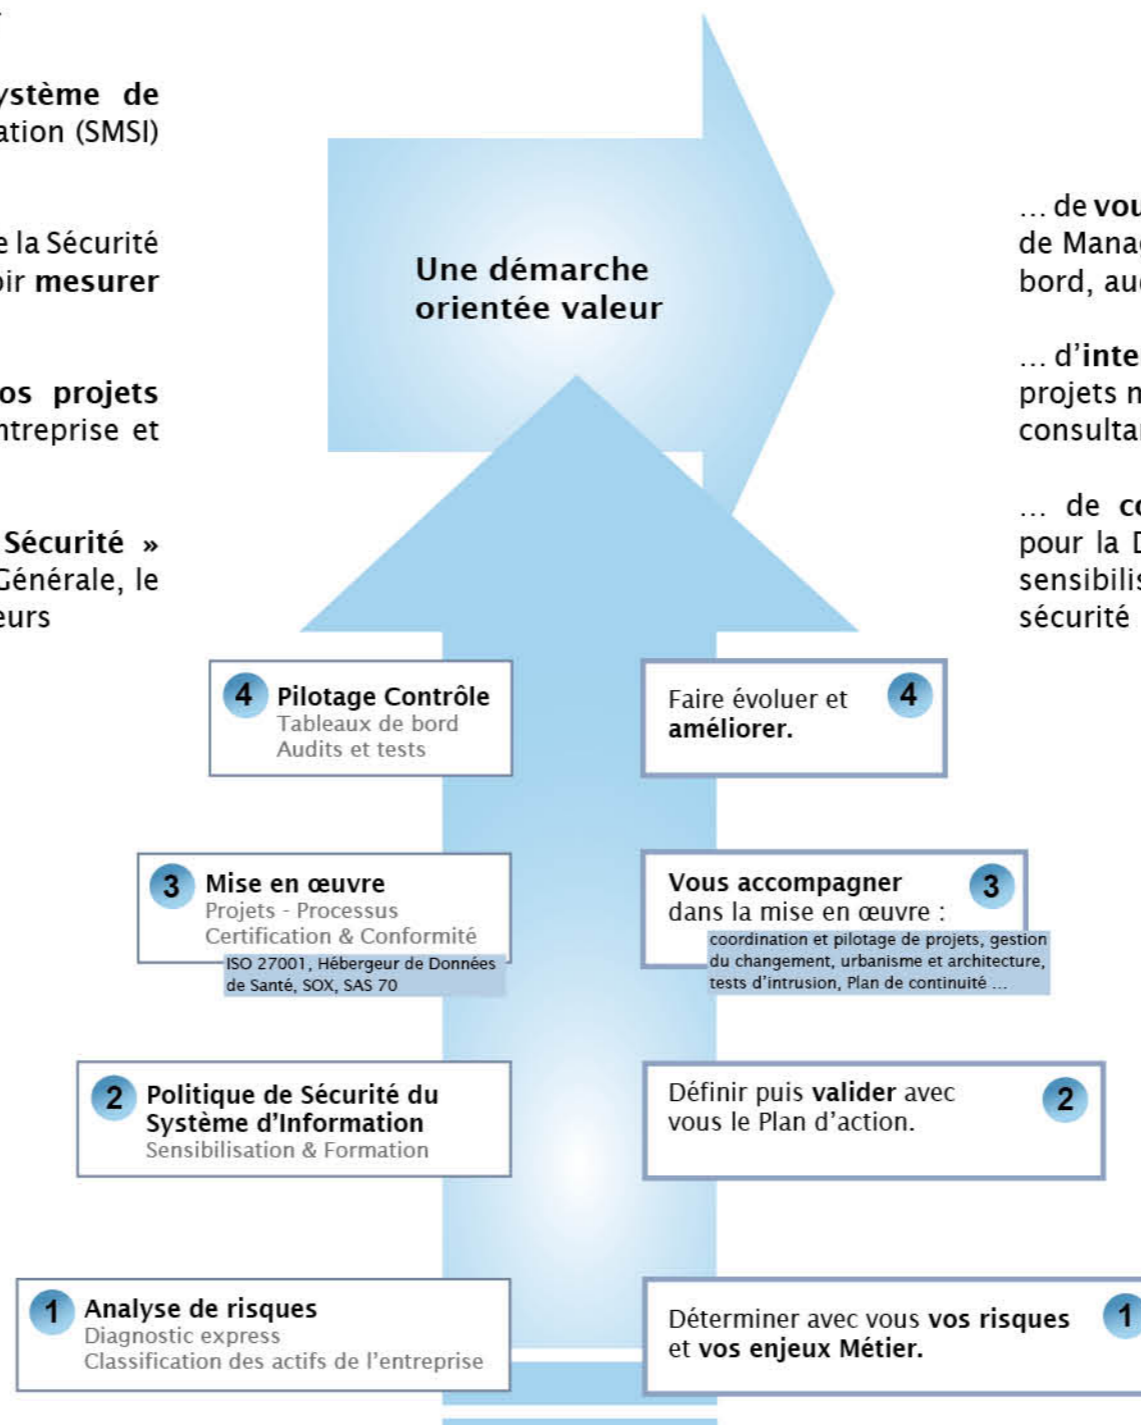 ystème de
ation (SMSI)
e la Sécurité
oir mesurer
os projets
ntreprise et
Sécurité »
Générale, le
eurs
Une démarche
orientée valeur
… de vou
de Mana
bord, au
… d'inte
projets n
consulta
… de co
pour la D
sensibilis
sécurité
4 Pilotage Contrôle
Tableaux de bord
Audits et tests
Faire évoluer et 4
améliorer.
3 Mise en œuvre
Projets - Processus
Certification & Conformité
ISO 27001, Hébergeur de Données
de Santé, SOX, SAS 70
Vous accompagner 3
dans la mise en œuvre :
coordination et pilotage de projets, gestion
du changement, urbanisme et architecture,
tests d'intrusion, Plan de continuité ...
2 Politique de Sécurité du
Système d'Information
Sensibilisation & Formation
Définir puis valider avec 2
vous le Plan d'action.
1 Analyse de risques
Diagnostic express
Classification des actifs de l'entreprise
Déterminer avec vous vos risques 1
et vos enjeux Métier.